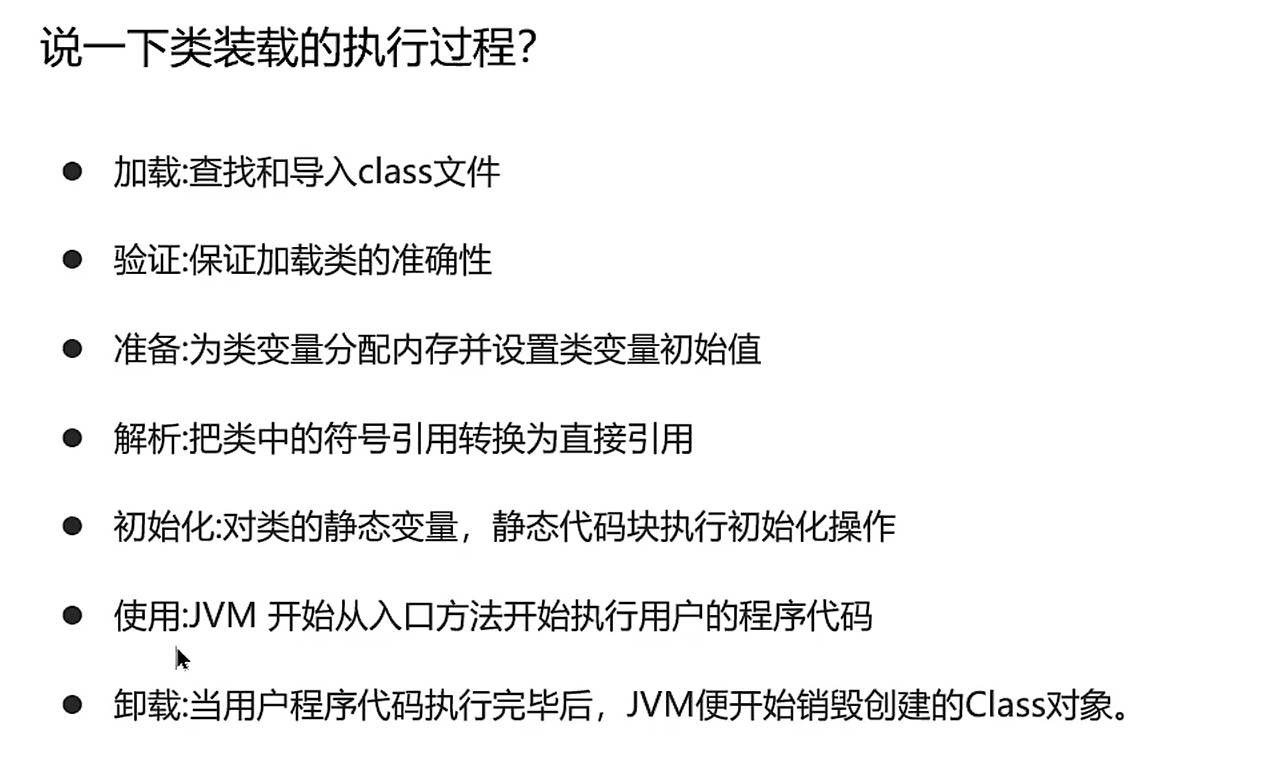 说一下类装载的执行过程？
● 加载:查找和导入class文件
● 验证:保证加载类的准确性
● 准备:为类变量分配内存并设置类变量初始值
● 解析:把类中的符号引用转换为直接引用
● 初始化:对类的静态变量，静态代码块执行初始化操作
● 使用:JVM 开始从入口方法开始执行用户的程序代码
● 卸载:当用户程序代码执行完毕后，JVM便开始销毁创建的Class对象。